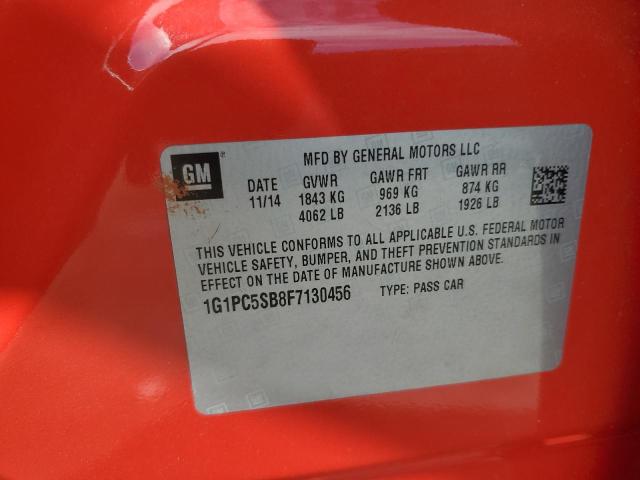 GM
MFD BY GENERAL MOTORS LLC
DATE GVWR GAWR FRT GAWR RR
11/14 1843 KG 969 KG 874 KG
4062 LB 2136 LB 1926 LB
THIS VEHICLE CONFORMS TO ALL APPLICABLE U.S. FEDERAL MOTOR
VEHICLE SAFETY, BUMPER, AND THEFT PREVENTION STANDARDS IN
EFFECT ON THE DATE OF MANUFACTURE SHOWN ABOVE.
1G1PC5SB8F7130456 TYPE: PASS CAR